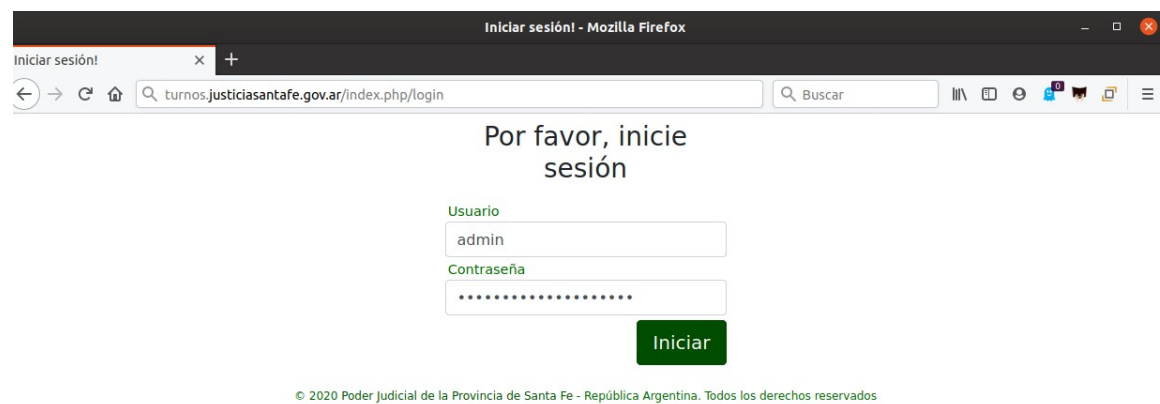 Iniciar sesión! - Mozilla Firefox
Iniciar sesión!
turnos.justiciasantafe.gov.ar/index.php/login
Buscar
0
Por favor, inicie
sesión
Usuario
admin
Contraseña
••••••••••••••••••••
Iniciar
© 2020 Poder Judicial de la Provincia de Santa Fe - República Argentina. Todos los derechos reservados